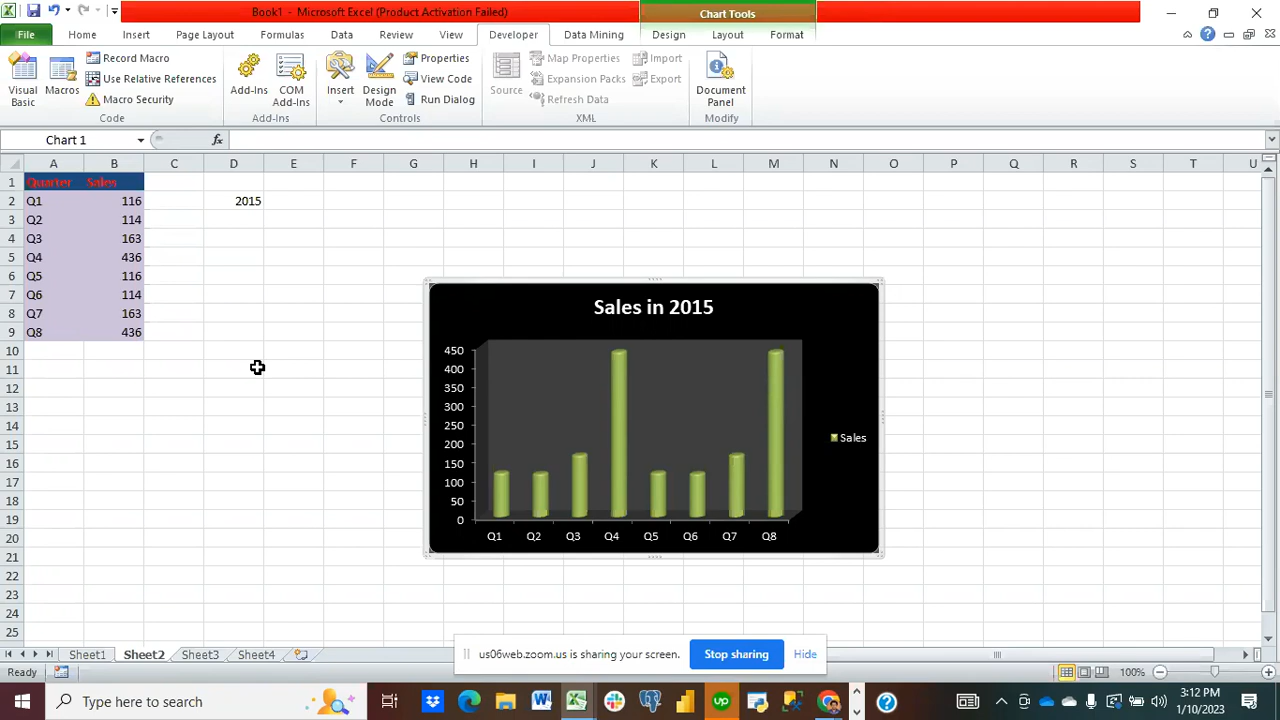 Book1 - Microsoft Excel (Product Activation Failed)
Chart Tools
File Home Insert Page Layout Formulas Data Review View Developer Data Mining Design Layout Format
Visual Basic
Macros
Record Macro
Use Relative References
Macro Security
Code
Add-Ins
COM Add-Ins
Add-Ins
Insert
Design Mode
Properties
View Code
Run Dialog
Controls
Source
Map Properties
Expansion Packs
Refresh Data
Import
Export
XML
Document Panel
Modify
Chart 1
fx
A B C D E F G H I J K L M N O P Q R S T U
1 Quarter Sales
2 Q1 116 2015
3 Q2 114
4 Q3 163
5 Q4 436
6 Q5 116
7 Q6 114
8 Q7 163
9 Q8 436
10
11
12
13
14
15
16
17
18
19
20
21
22
23
24
25
Sales in 2015
450
400
350
300
250
200
150
100
50
0
Q1 Q2 Q3 Q4 Q5 Q6 Q7 Q8
Sales
us06web.zoom.us is sharing your screen. Stop sharing Hide
Sheet1 Sheet2 Sheet3 Sheet4
Ready
100%
Type here to search
3:12 PM
1/10/2023